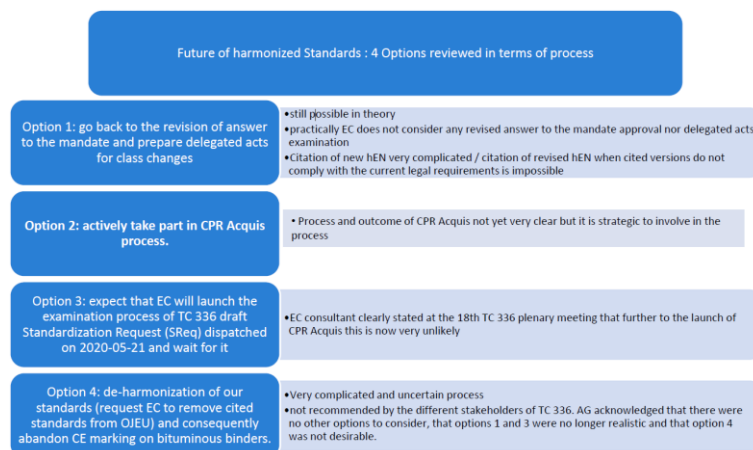 Future of harmonized Standards : 4 Options reviewed in terms of process
Option 1: go back to the revision of answer
to the mandate and prepare delegated acts
for class changes
•still possible in theory
•practically EC does not consider any revised answer to the mandate approval nor delegated acts
examination
•Citation of new hEN very complicated / citation of revised hEN when cited versions do not
comply with the current legal requirements is impossible
Option 2: actively take part in CPR Acquis
process.
• Process and outcome of CPR Acquis not yet very clear but it is strategic to involve in the
process
Option 3: expect that EC will launch the
examination process of TC 336 draft
Standardization Request (SReq) dispatched
on 2020-05-21 and wait for it
•EC consultant clearly stated at the 18th TC 336 plenary meeting that further to the launch of
CPR Acquis this is now very unlikely
Option 4: de-harmonization of our
standards (request EC to remove cited
standards from OJEU) and consequently
abandon CE marking on bituminous binders.
•Very complicated and uncertain process
•not recommended by the different stakeholders of TC 336. AG acknowledged that there were
no other options to consider, that options 1 and 3 were no longer realistic and that option 4
was not desirable.